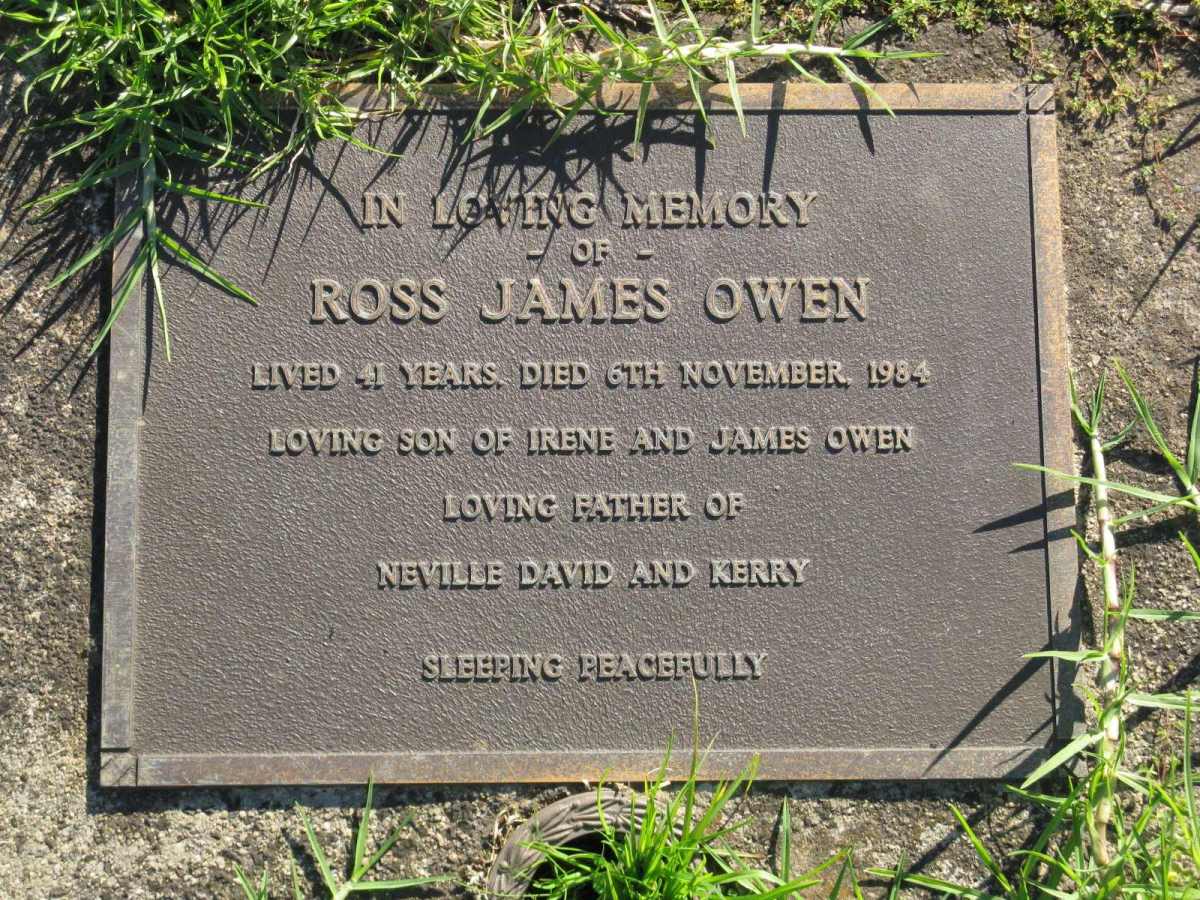 IN LOVING MEMORY
- OF -
ROSS JAMES OWEN
LIVED 41 YEARS. DIED 6TH NOVEMBER. 1984
LOVING SON OF IRENE AND JAMES OWEN
LOVING FATHER OF
NEVILLE DAVID AND KERRY
SLEEPING PEACEFULLY